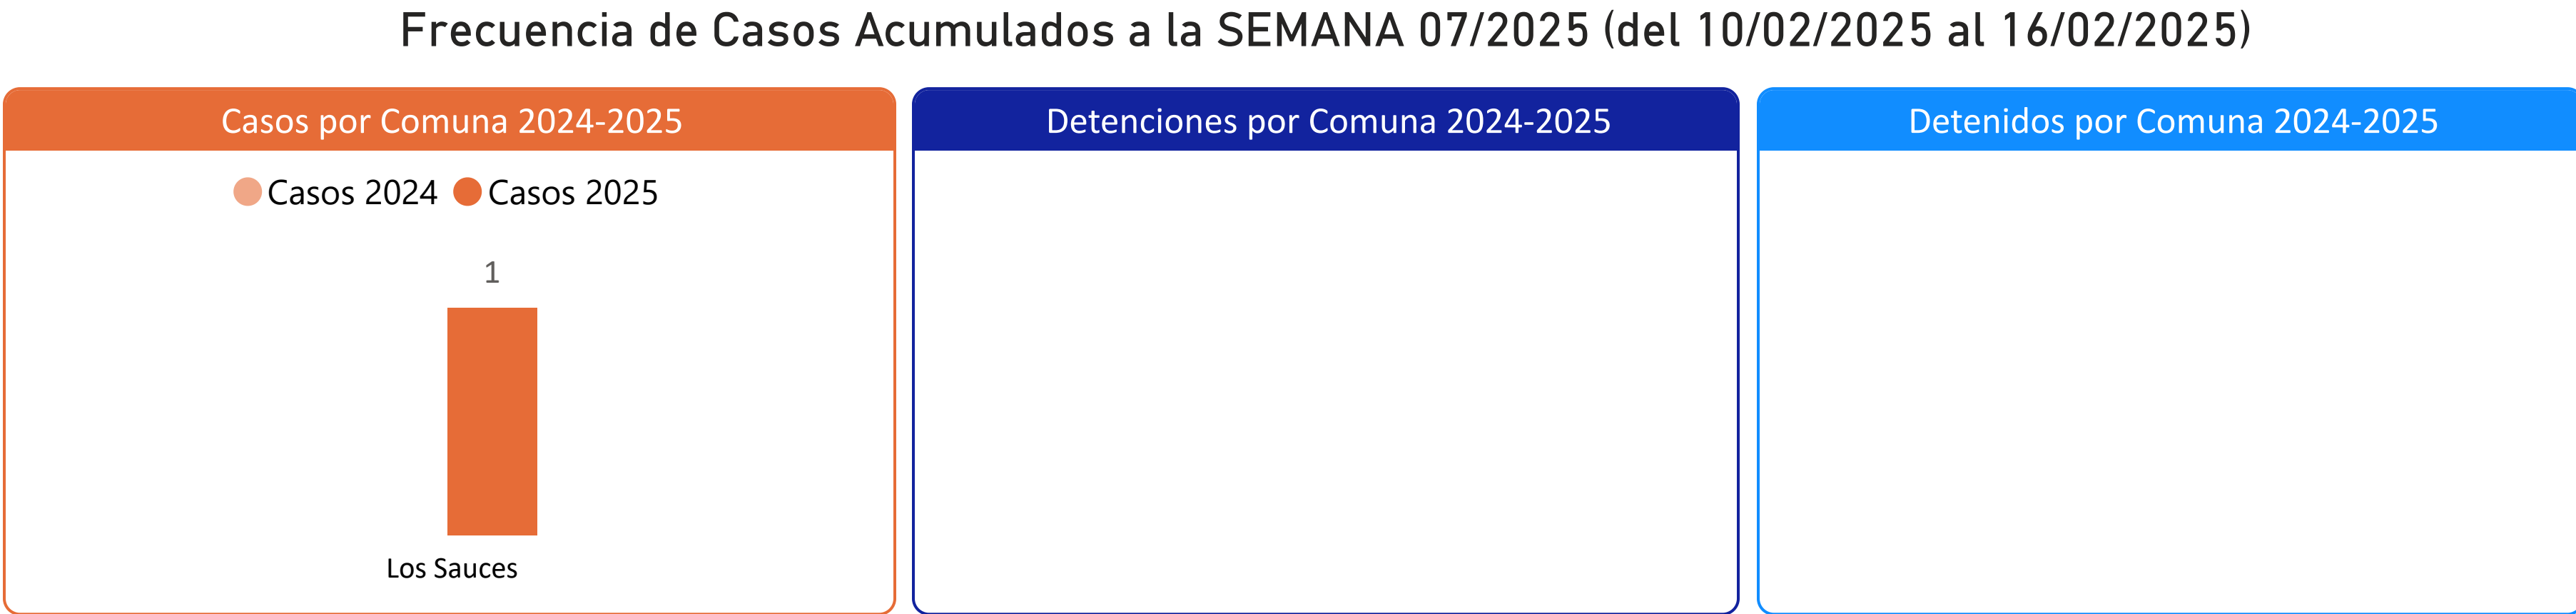 Frecuencia de Casos Acumulados a la SEMANA 07/2025 (del 10/02/2025 al 16/02/2025)
Casos por Comuna 2024-2025
Casos 2024 Casos 2025
1
Los Sauces
Detenciones por Comuna 2024-2025
Detenidos por Comuna 2024-2025